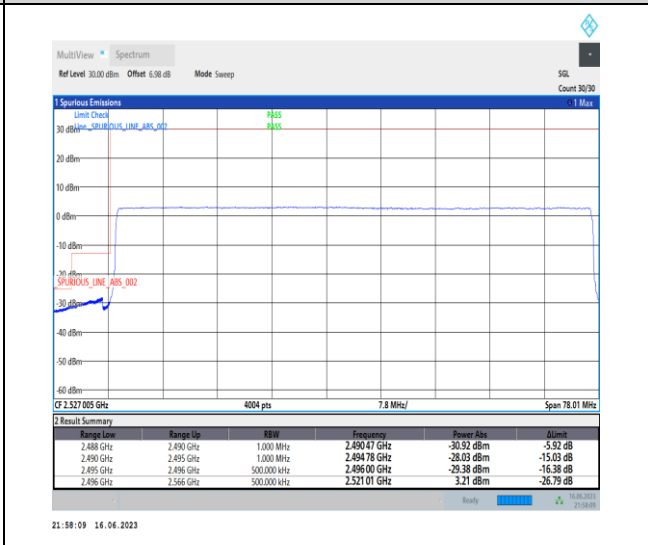 MultiView Spectrum
Ref Level 30.00 dBm Offset 6.98 dB Mode Sweep SGL
Count 30/30
1 Spurious Emissions 1 Max
Limit Check PASS
Line _SPURIOUS_LINE_ABS_002 PASS
30 dBm
20 dBm
10 dBm
0 dBm
-10 dBm
-20 dBm
_SPURIOUS_LINE_ABS_002
-30 dBm
-40 dBm
-50 dBm
-60 dBm
CF 2.527 005 GHz 4004 pts 7.8 MHz/ Span 78.01 MHz
2 Result Summary
Range Low Range Up RBW Frequency Power Abs ΔLimit
2.488 GHz 2.490 GHz 1.000 MHz 2.490 47 GHz -30.92 dBm -5.92 dB
2.490 GHz 2.495 GHz 1.000 MHz 2.494 78 GHz -28.03 dBm -15.03 dB
2.495 GHz 2.496 GHz 500.000 kHz 2.496 00 GHz -29.38 dBm -16.38 dB
2.496 GHz 2.566 GHz 500.000 kHz 2.521 01 GHz 3.21 dBm -26.79 dB
Ready 16.06.2023
21:58:09
21:58:09 16.06.2023